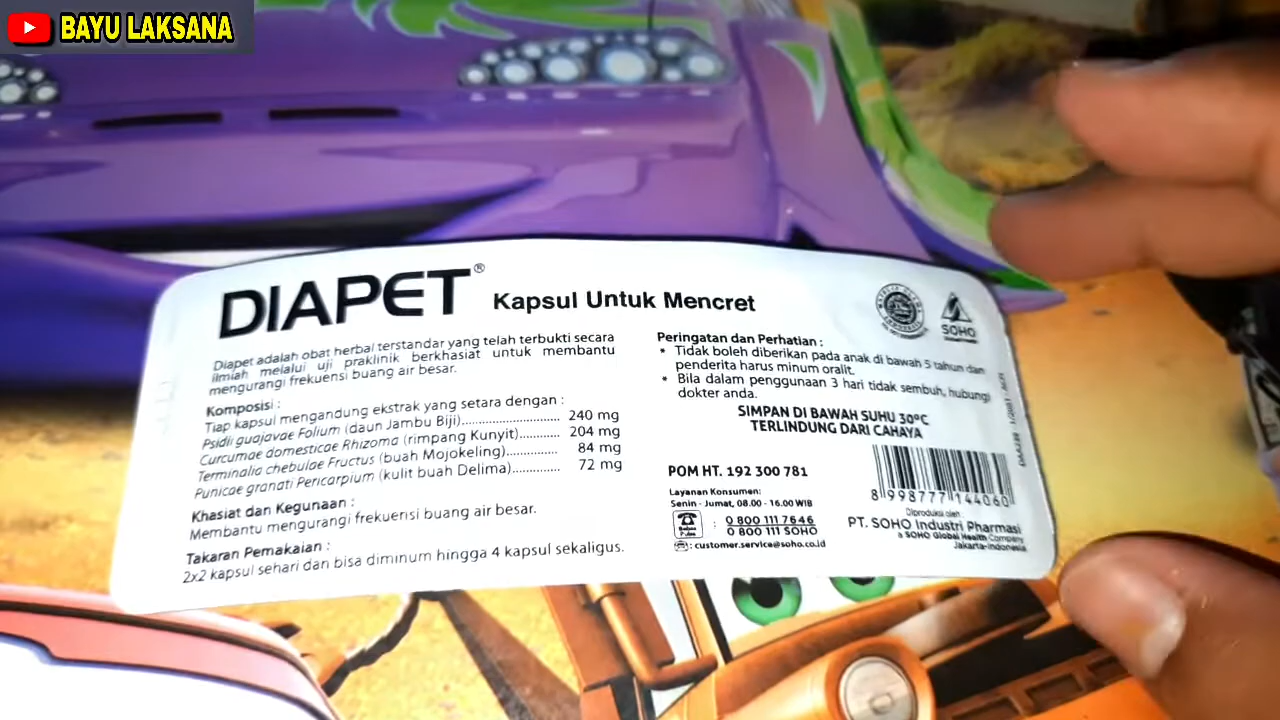 BAYU LAKSANA
DIAPET®
Kapsul Untuk Mencret
Diapet adalah obat herbal terstandar yang telah terbukti secara
ilmiah melalui uji praklinik berkhasiat untuk membantu
mengurangi frekuensi buang air besar.
Komposisi :
Tiap kapsul mengandung ekstrak yang setara dengan :
Psidii guajavae Folium (daun Jambu Biji)........................ 240 mg
Curcumae domesticae Rhizoma (rimpang Kunyit)........... 204 mg
Terminalia chebulae Fructus (buah Mojokeling).............. 84 mg
Punicae granati Pericarpium (kulit buah Delima)............. 72 mg
Khasiat dan Kegunaan :
Membantu mengurangi frekuensi buang air besar.
Takaran Pemakaian :
2x2 kapsul sehari dan bisa diminum hingga 4 kapsul sekaligus.
Peringatan dan Perhatian :
* Tidak boleh diberikan pada anak di bawah 5 tahun dan
penderita harus minum oralit.
* Bila dalam penggunaan 3 hari tidak sembuh, hubungi
dokter anda.
SIMPAN DI BAWAH SUHU 30°C
TERLINDUNG DARI CAHAYA
SOHO
POM HT. 192 300 781
Layanan Konsumen:
Senin - Jumat, 08.00 - 16.00 WIB
: 0 800 111 7646
0 800 111 SOHO
: customer.service@soho.co.id
8 998777 144060
Diproduksi oleh:
PT. SOHO Industri Pharmasi
a SOHO Global Health Company
Jakarta-Indonesia